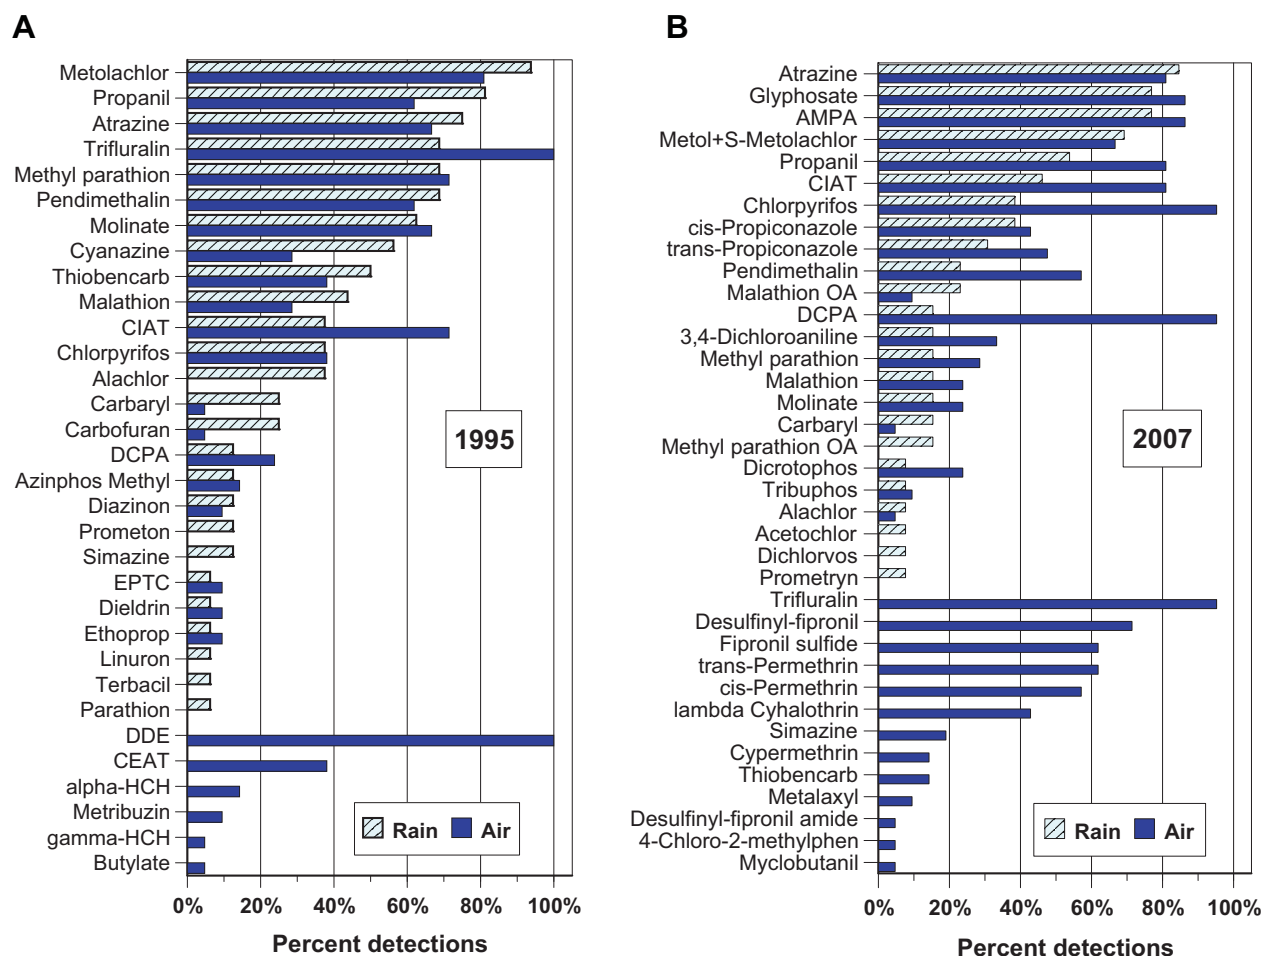 A
Metolachlor
Propanil
Atrazine
Trifluralin
Methyl parathion
Pendimethalin
Molinate
Cyanazine
Thiobencarb
Malathion
CIAT
Chlorpyrifos
Alachlor
Carbaryl
Carbofuran
DCPA
Azinphos Methyl
Diazinon
Prometon
Simazine
EPTC
Dieldrin
Ethoprop
Linuron
Terbacil
Parathion
DDE
CEAT
alpha-HCH
Metribuzin
gamma-HCH
Butylate
1995
Rain Air
0% 20% 40% 60% 80% 100%
Percent detections
B
Atrazine
Glyphosate
AMPA
Metol+S-Metolachlor
Propanil
CIAT
Chlorpyrifos
cis-Propiconazole
trans-Propiconazole
Pendimethalin
Malathion OA
DCPA
3,4-Dichloroaniline
Methyl parathion
Malathion
Molinate
Carbaryl
Methyl parathion OA
Dicrotophos
Tribuphos
Alachlor
Acetochlor
Dichlorvos
Prometryn
Trifluralin
Desulfinyl-fipronil
Fipronil sulfide
trans-Permethrin
cis-Permethrin
lambda Cyhalothrin
Simazine
Cypermethrin
Thiobencarb
Metalaxyl
Desulfinyl-fipronil amide
4-Chloro-2-methylphen
Myclobutanil
2007
Rain Air
0% 20% 40% 60% 80% 100%
Percent detections